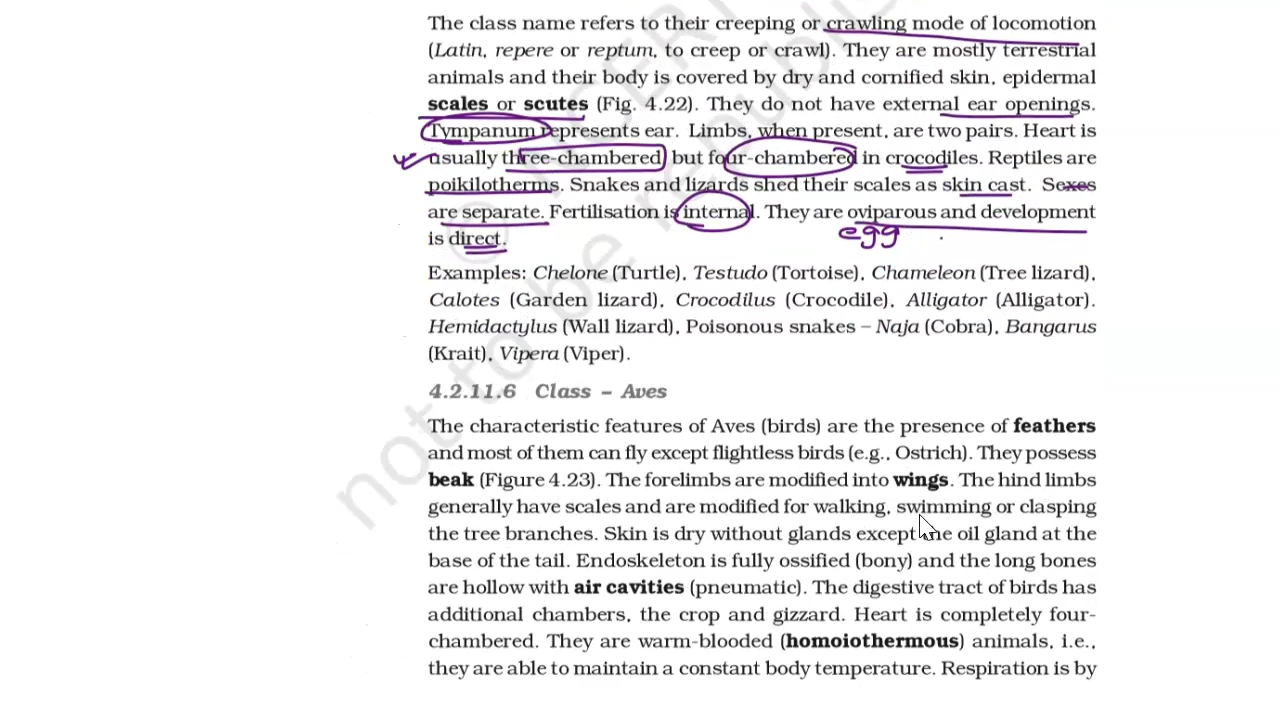 The class name refers to their creeping or crawling mode of locomotion
(Latin, repere or reptum, to creep or crawl). They are mostly terrestrial
animals and their body is covered by dry and cornified skin, epidermal
scales or scutes (Fig. 4.22). They do not have external ear openings.
Tympanum represents ear. Limbs, when present, are two pairs. Heart is
usually three-chambered, but four-chambered in crocodiles. Reptiles are
poikilotherms. Snakes and lizards shed their scales as skin cast. Sexes
are separate. Fertilisation is internal. They are oviparous and development
is direct.
egg
Examples: Chelone (Turtle), Testudo (Tortoise), Chameleon (Tree lizard),
Calotes (Garden lizard), Crocodilus (Crocodile), Alligator (Alligator).
Hemidactylus (Wall lizard), Poisonous snakes – Naja (Cobra), Bangarus
(Krait), Vipera (Viper).
4.2.11.6 Class – Aves
The characteristic features of Aves (birds) are the presence of feathers
and most of them can fly except flightless birds (e.g., Ostrich). They possess
beak (Figure 4.23). The forelimbs are modified into wings. The hind limbs
generally have scales and are modified for walking, swimming or clasping
the tree branches. Skin is dry without glands except the oil gland at the
base of the tail. Endoskeleton is fully ossified (bony) and the long bones
are hollow with air cavities (pneumatic). The digestive tract of birds has
additional chambers, the crop and gizzard. Heart is completely four-
chambered. They are warm-blooded (homoiothermous) animals, i.e.,
they are able to maintain a constant body temperature. Respiration is by
© NCERT
not to be republis